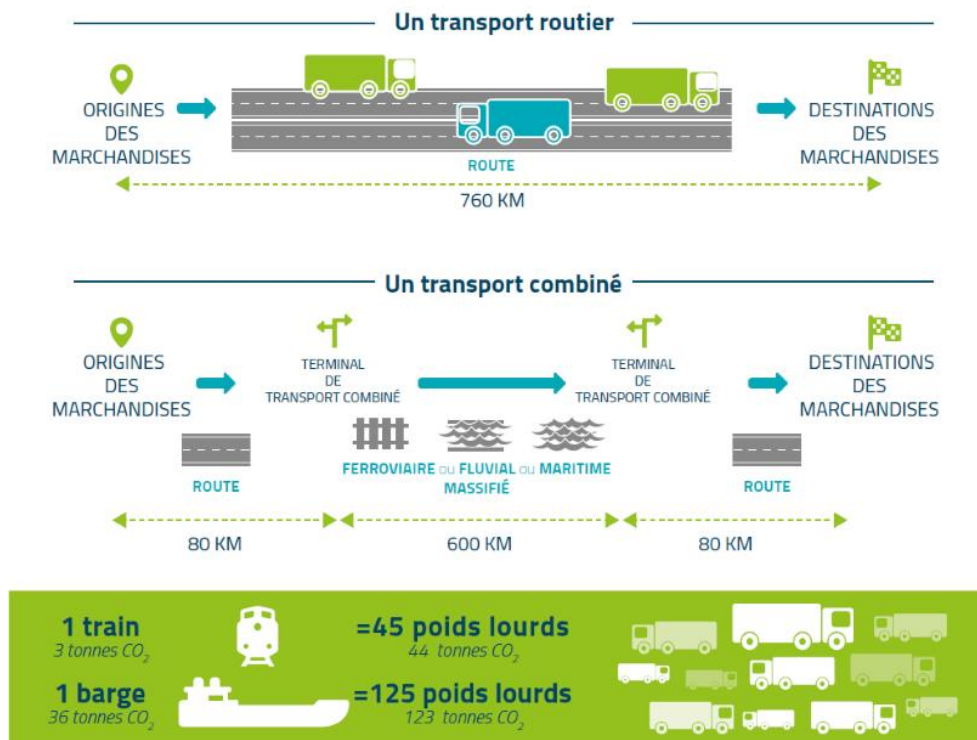 Un transport routier
ORIGINES
DES
MARCHANDISES
DESTINATIONS
DES
MARCHANDISES
ROUTE
760 KM
Un transport combiné
ORIGINES
DES
MARCHANDISES
TERMINAL
DE
TRANSPORT COMBINÉ
TERMINAL
DE
TRANSPORT COMBINÉ
DESTINATIONS
DES
MARCHANDISES
ROUTE
FERROVIAIRE ou FLUVIAL ou MARITIME
MASSIFIÉ
ROUTE
80 KM
600 KM
80 KM
1 train
3 tonnes CO₂
=45 poids lourds
44 tonnes CO₂
1 barge
36 tonnes CO₂
=125 poids lourds
123 tonnes CO₂